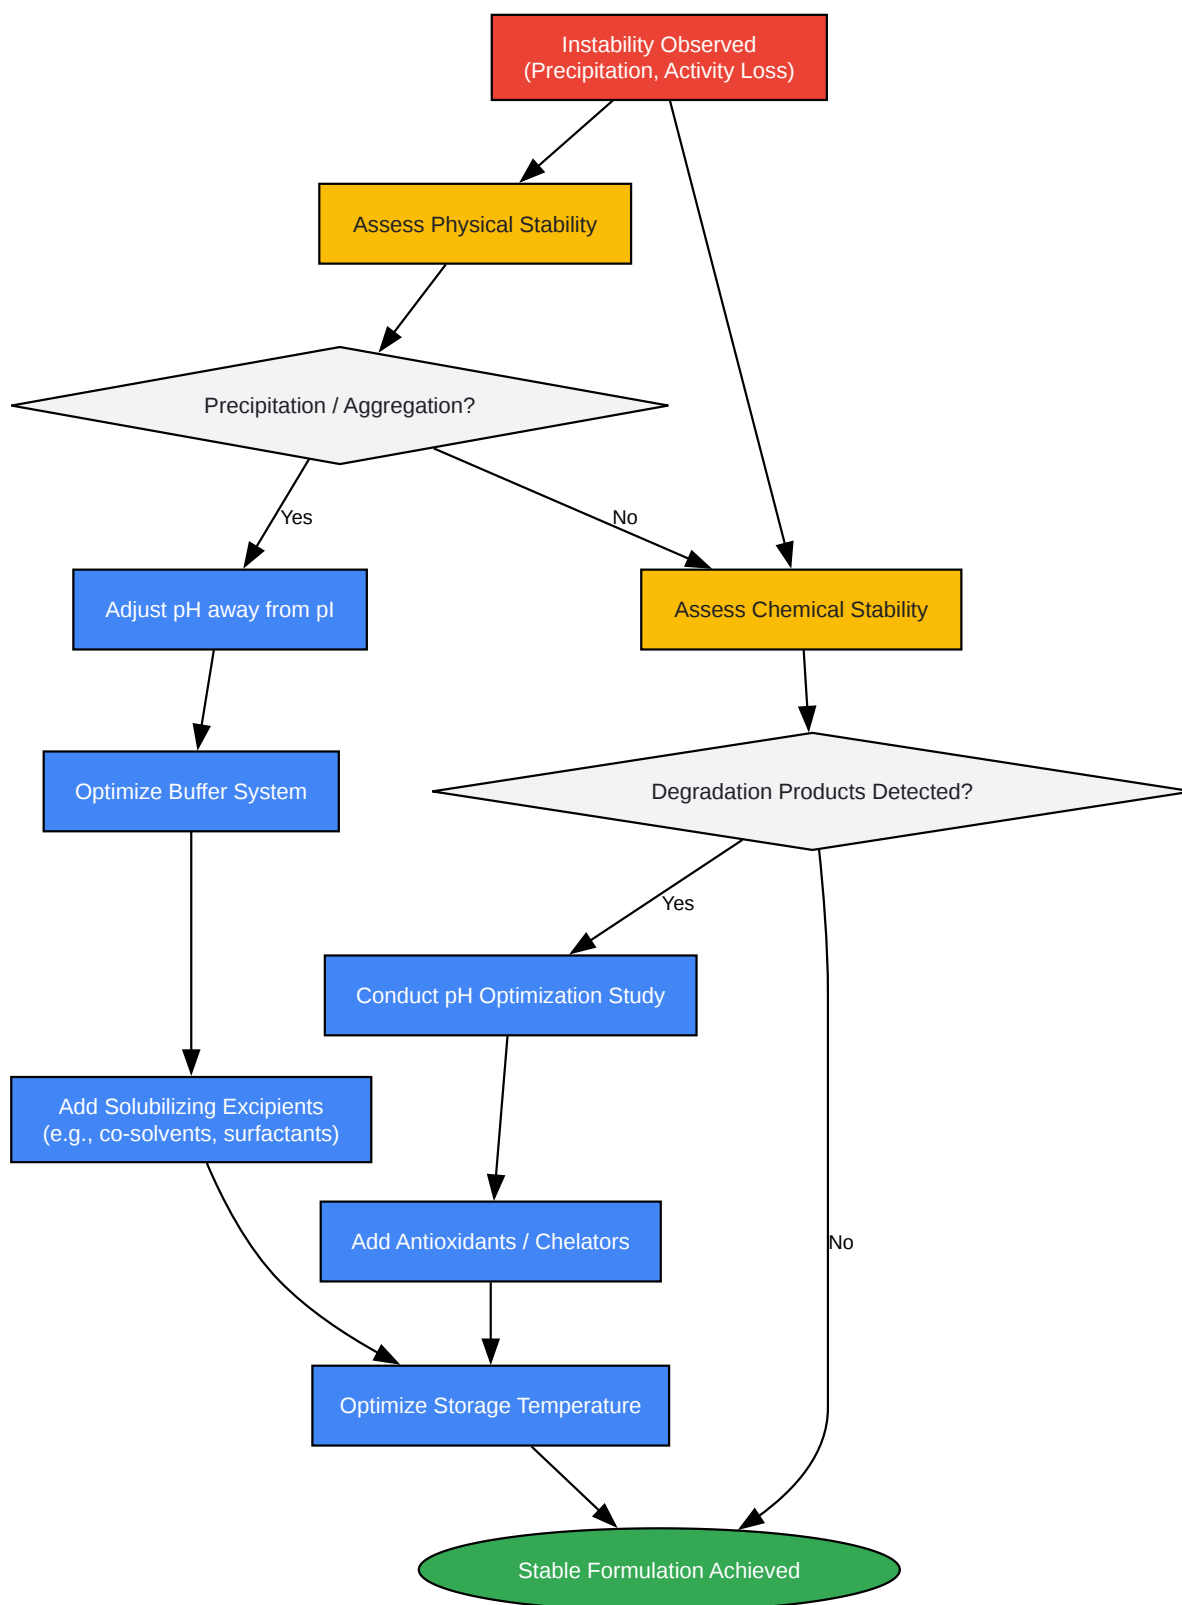 Instability Observed
(Precipitation, Activity Loss)
Assess Physical Stability
Precipitation / Aggregation?
Yes
No
Adjust pH away from pI
Assess Chemical Stability
Optimize Buffer System
Degradation Products Detected?
Yes
Conduct pH Optimization Study
Add Solubilizing Excipients
(e.g., co-solvents, surfactants)
Add Antioxidants / Chelators
No
Optimize Storage Temperature
Stable Formulation Achieved